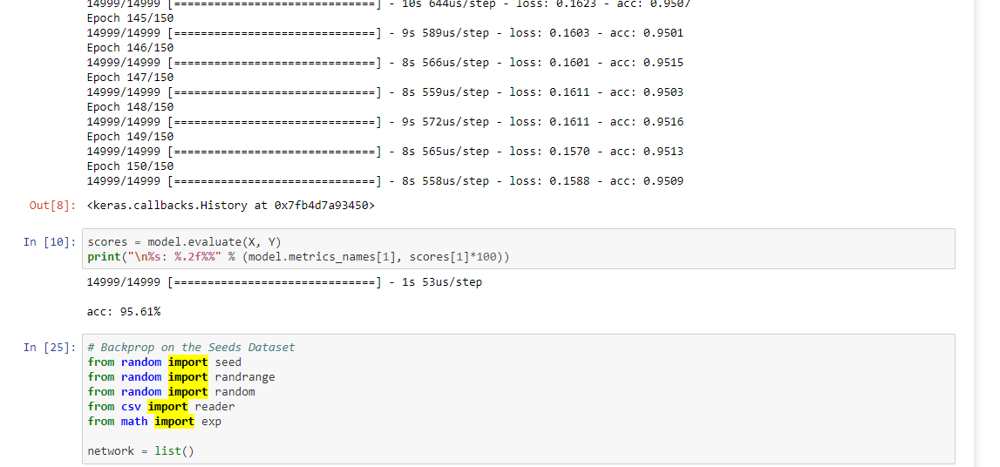 14999/14999 [==============================] - 10s 644us/step - loss: 0.1623 - acc: 0.9507
Epoch 145/150
14999/14999 [==============================] - 9s 589us/step - loss: 0.1603 - acc: 0.9501
Epoch 146/150
14999/14999 [==============================] - 8s 566us/step - loss: 0.1601 - acc: 0.9515
Epoch 147/150
14999/14999 [==============================] - 8s 559us/step - loss: 0.1611 - acc: 0.9503
Epoch 148/150
14999/14999 [==============================] - 9s 572us/step - loss: 0.1611 - acc: 0.9516
Epoch 149/150
14999/14999 [==============================] - 8s 565us/step - loss: 0.1570 - acc: 0.9513
Epoch 150/150
14999/14999 [==============================] - 8s 558us/step - loss: 0.1588 - acc: 0.9509
Out[8]: <keras.callbacks.History at 0x7fb4d7a93450>
In [10]: scores = model.evaluate(X, Y)
print("\n%s: %.2f%%" % (model.metrics_names[1], scores[1]*100))
14999/14999 [==============================] - 1s 53us/step
acc: 95.61%
In [25]: # Backprop on the Seeds Dataset
from random import seed
from random import randrange
from random import random
from csv import reader
from math import exp
network = list()